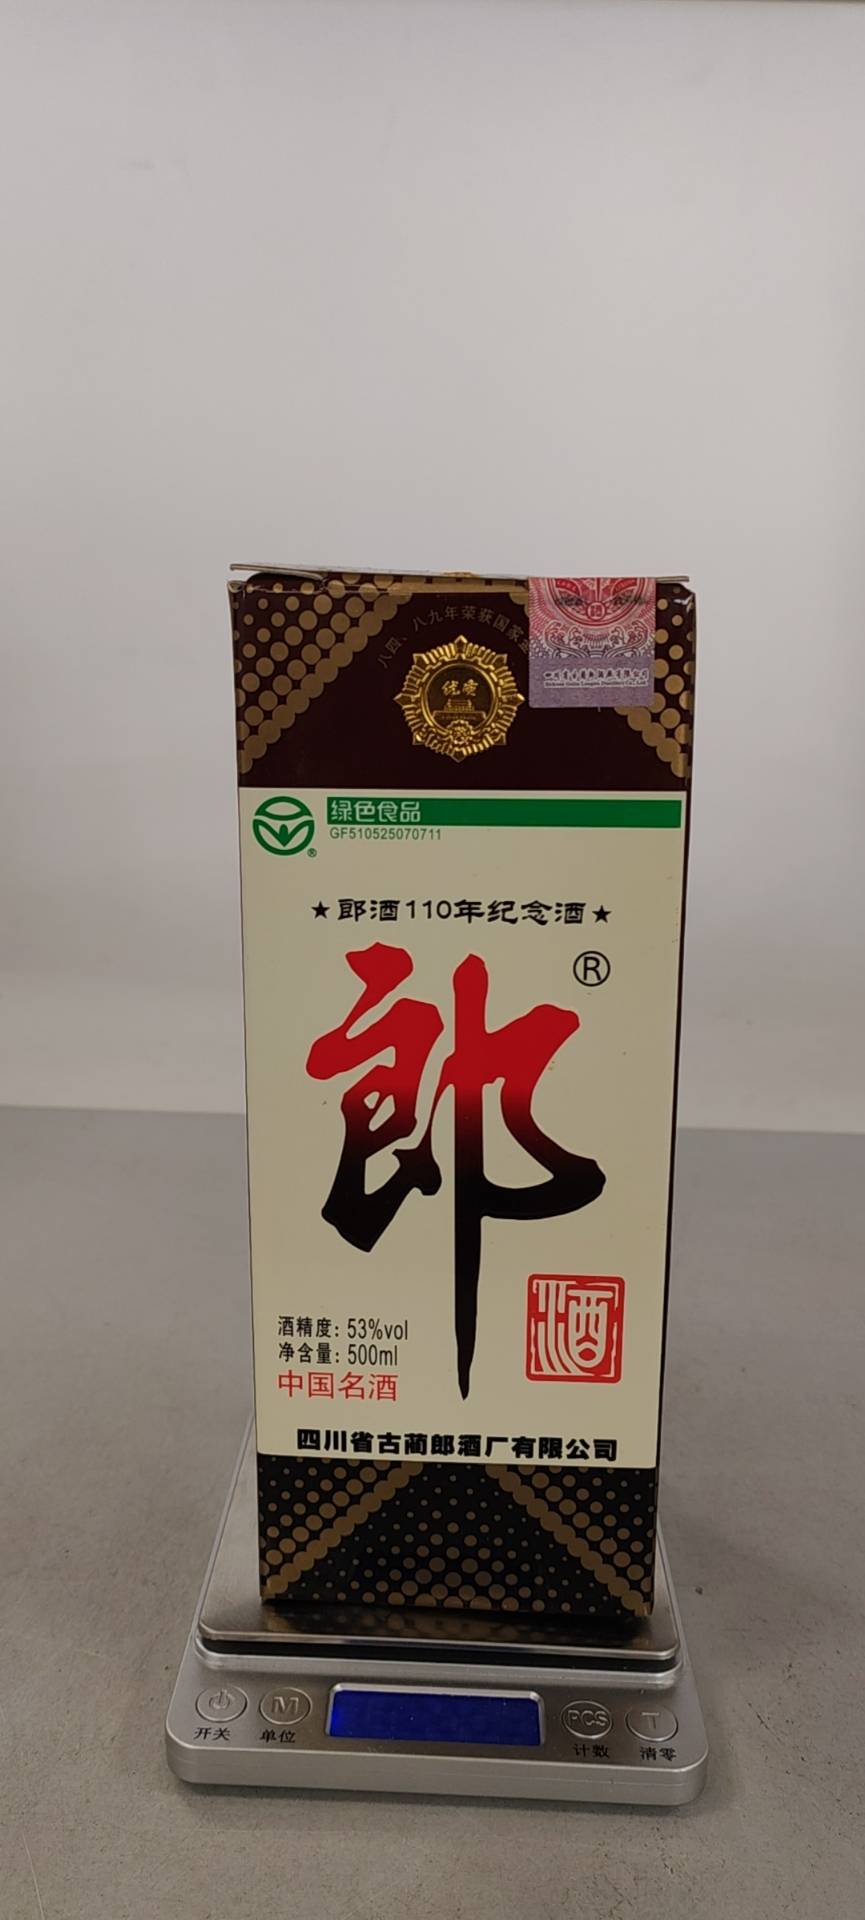 八四、八九年荣获国家
绿色食品
GF510525070711
®
★郎酒110年纪念酒★
®
郎
酒
酒精度：53%vol
净含量：500ml
中国名酒
四川省古蔺郎酒厂有限公司
M
PCS
T
开关
单位
计数
清零